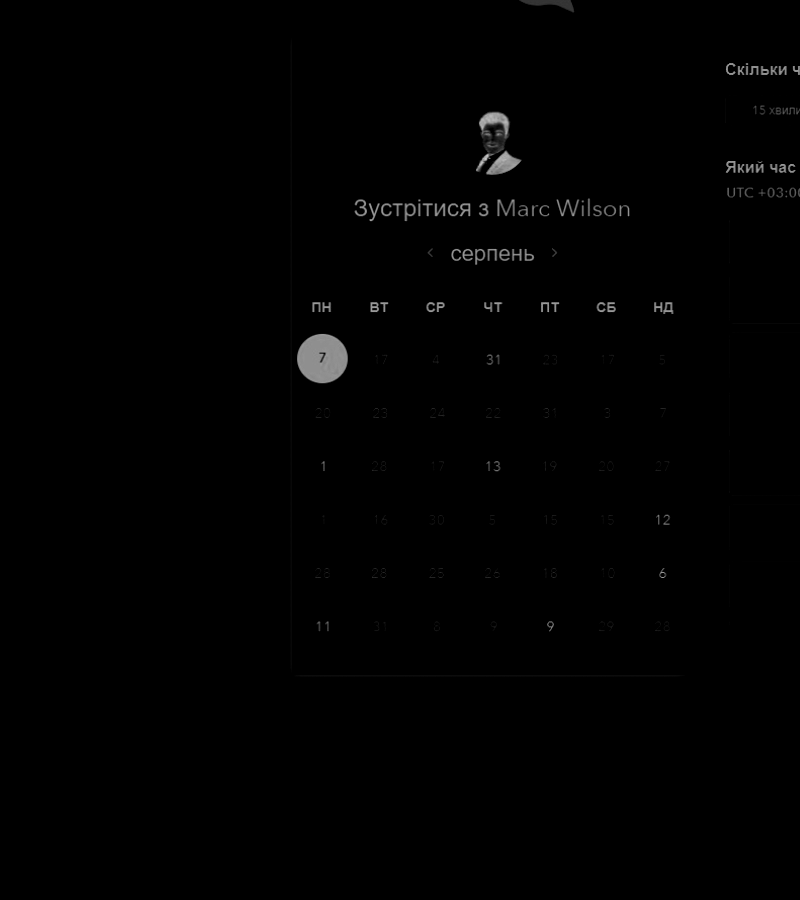 Скільки ч
15 хвили
Який час
UTC +03:00
Зустрітися з Marc Wilson
серпень
ПН ВТ СР ЧТ ПТ СБ НД
7 17 4 31 23 17 5
20 23 24 22 31 3 7
1 28 17 13 19 20 27
1 16 30 5 15 15 12
28 28 25 26 18 10 6
11 31 8 9 9 29 28